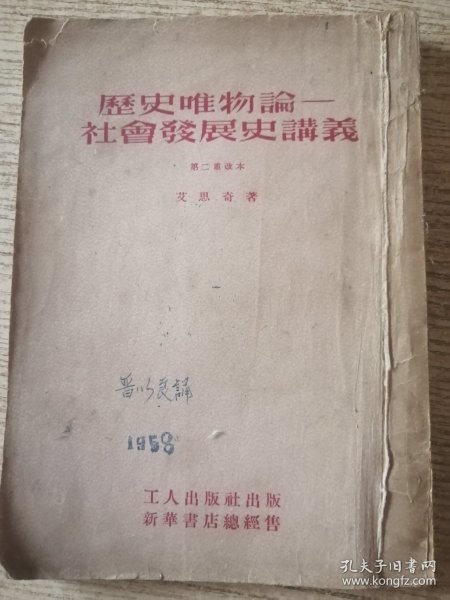 歷史唯物論—
社會發展史講義
第二重改本
艾思奇著
1958
工人出版社出版
新華書店總經售
孔夫子旧书网
www.kongfz.com